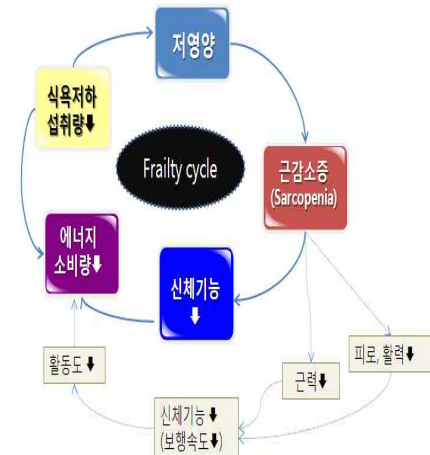 저영양
식욕저하
섭취량⬇
Frailty cycle
근감소증
(Sarcopenia)
에너지
소비량⬇
신체기능
⬇
활동도⬇
피로, 활력⬇
근력⬇
신체기능⬇
(보행속도⬇)